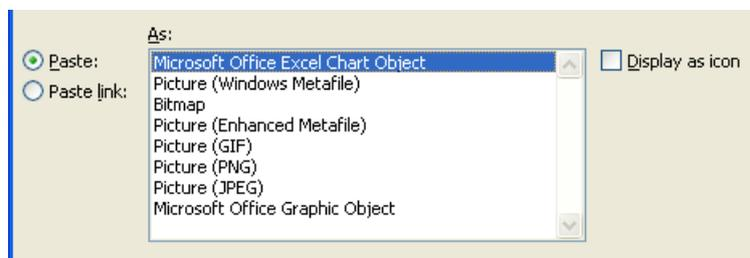 As:
Paste:
Paste link:
Microsoft Office Excel Chart Object
Picture (Windows Metafile)
Bitmap
Picture (Enhanced Metafile)
Picture (GIF)
Picture (PNG)
Picture (JPEG)
Microsoft Office Graphic Object
Display as icon